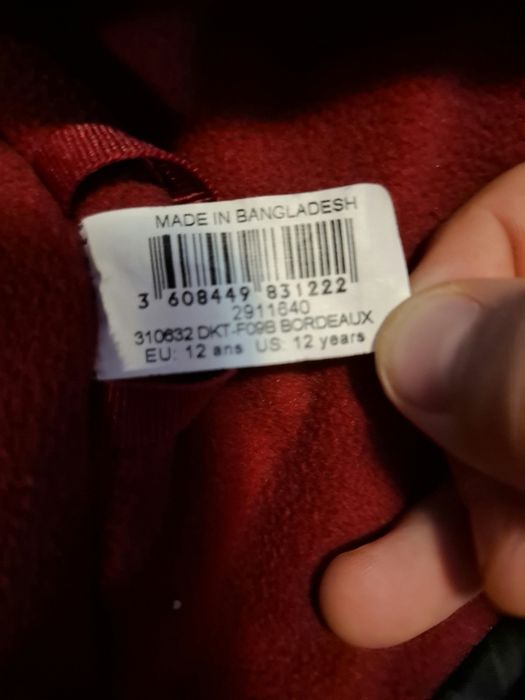 MADE IN BANGLADESH
3 608449 831222
2911640
310632 DKT-F09B BORDEAUX
EU: 12 ans US: 12 years